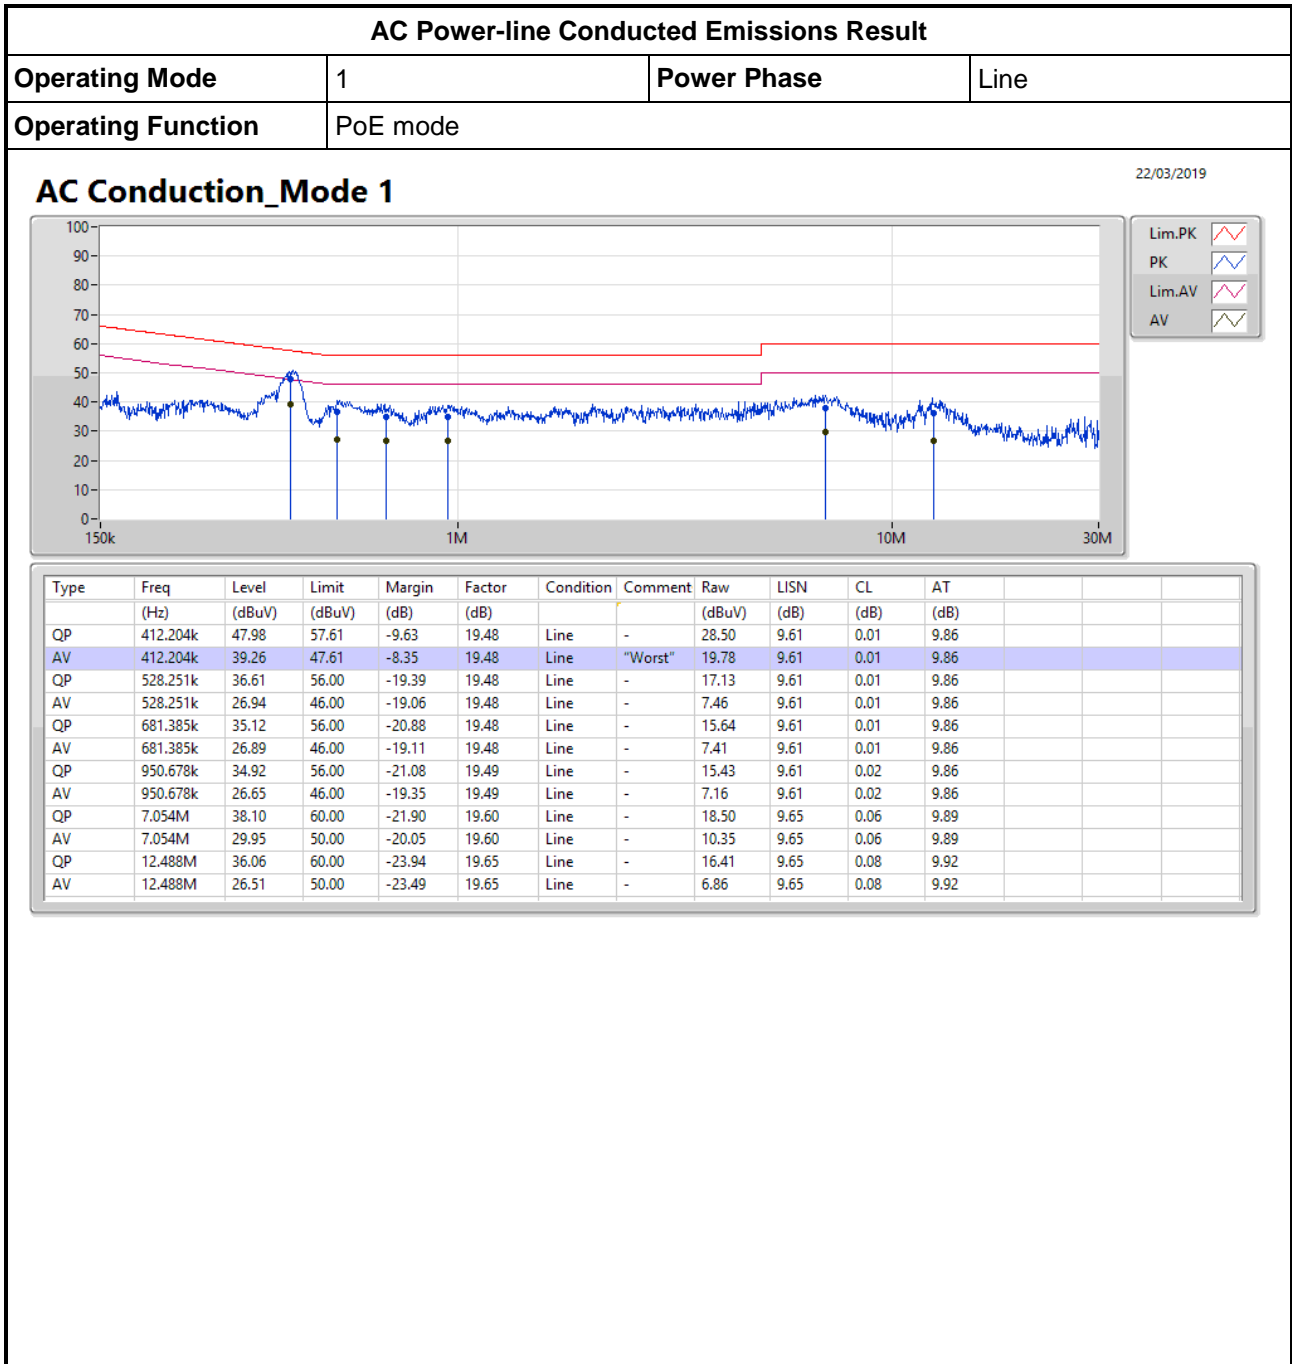 AC Power-line Conducted Emissions Result
Operating Mode 1 Power Phase Line
Operating Function PoE mode
22/03/2019
AC Conduction_Mode 1
100
90
80
70
60
50
40
30
20
10
0
150k 1M 10M 30M
Lim.PK
PK
Lim.AV
AV
Type Freq Level Limit Margin Factor Condition Comment Raw LISN CL AT
(Hz) (dBuV) (dBuV) (dB) (dB) (dBuV) (dB) (dB) (dB)
QP 412.204k 47.98 57.61 -9.63 19.48 Line - 28.50 9.61 0.01 9.86
AV 412.204k 39.26 47.61 -8.35 19.48 Line "Worst" 19.78 9.61 0.01 9.86
QP 528.251k 36.61 56.00 -19.39 19.48 Line - 17.13 9.61 0.01 9.86
AV 528.251k 26.94 46.00 -19.06 19.48 Line - 7.46 9.61 0.01 9.86
QP 681.385k 35.12 56.00 -20.88 19.48 Line - 15.64 9.61 0.01 9.86
AV 681.385k 26.89 46.00 -19.11 19.48 Line - 7.41 9.61 0.01 9.86
QP 950.678k 34.92 56.00 -21.08 19.49 Line - 15.43 9.61 0.02 9.86
AV 950.678k 26.65 46.00 -19.35 19.49 Line - 7.16 9.61 0.02 9.86
QP 7.054M 38.10 60.00 -21.90 19.60 Line - 18.50 9.65 0.06 9.89
AV 7.054M 29.95 50.00 -20.05 19.60 Line - 10.35 9.65 0.06 9.89
QP 12.488M 36.06 60.00 -23.94 19.65 Line - 16.41 9.65 0.08 9.92
AV 12.488M 26.51 50.00 -23.49 19.65 Line - 6.86 9.65 0.08 9.92